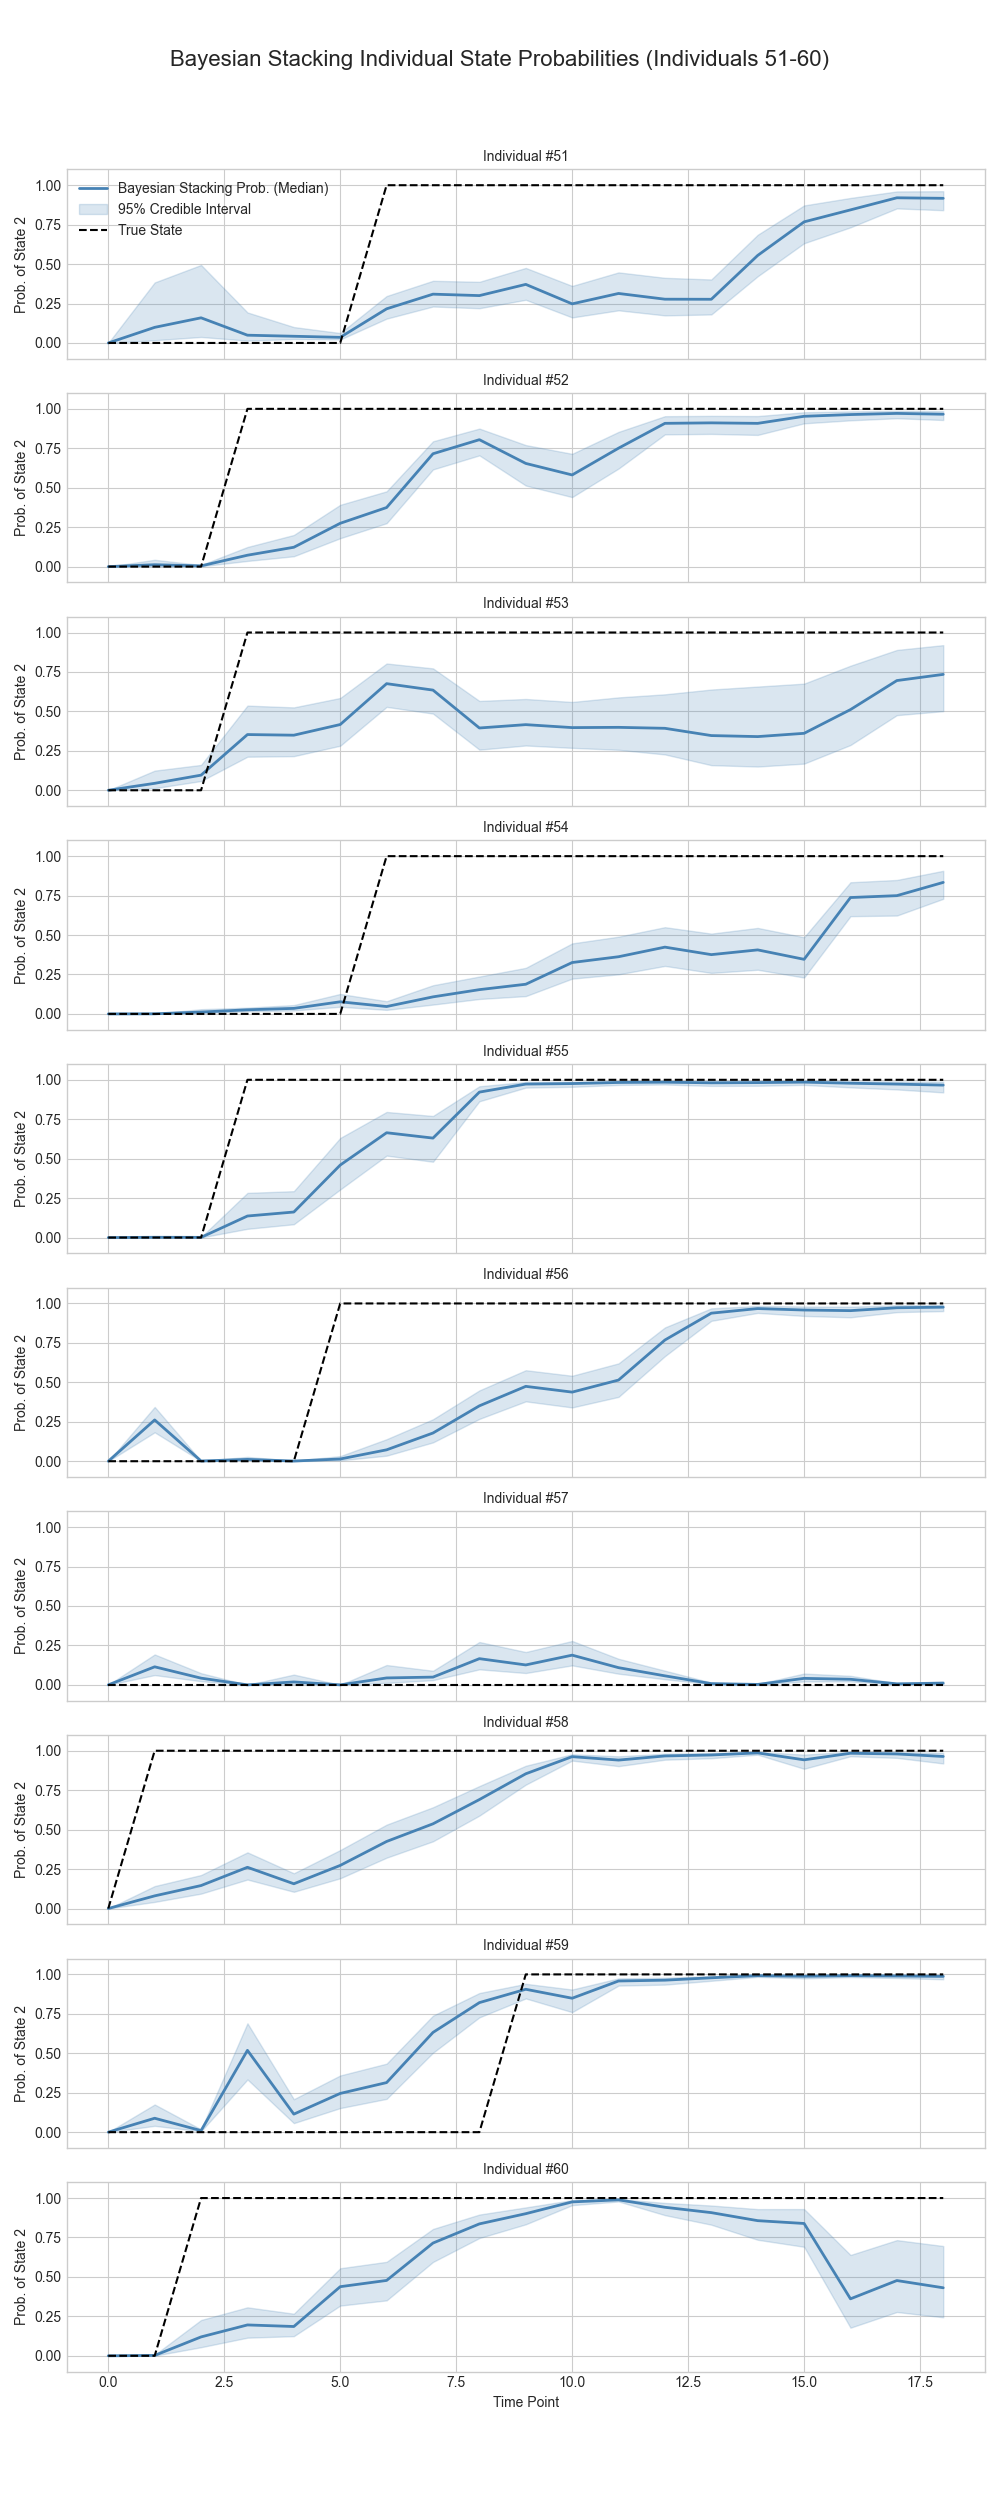 Bayesian Stacking Individual State Probabilities (Individuals 51-60)
Individual #51
Prob. of State 2
1.00
0.75
0.50
0.25
0.00
Bayesian Stacking Prob. (Median)
95% Credible Interval
True State
Individual #52
Prob. of State 2
1.00
0.75
0.50
0.25
0.00
Individual #53
Prob. of State 2
1.00
0.75
0.50
0.25
0.00
Individual #54
Prob. of State 2
1.00
0.75
0.50
0.25
0.00
Individual #55
Prob. of State 2
1.00
0.75
0.50
0.25
0.00
Individual #56
Prob. of State 2
1.00
0.75
0.50
0.25
0.00
Individual #57
Prob. of State 2
1.00
0.75
0.50
0.25
0.00
Individual #58
Prob. of State 2
1.00
0.75
0.50
0.25
0.00
Individual #59
Prob. of State 2
1.00
0.75
0.50
0.25
0.00
Individual #60
Prob. of State 2
1.00
0.75
0.50
0.25
0.00
0.0 2.5 5.0 7.5 10.0 12.5 15.0 17.5
Time Point